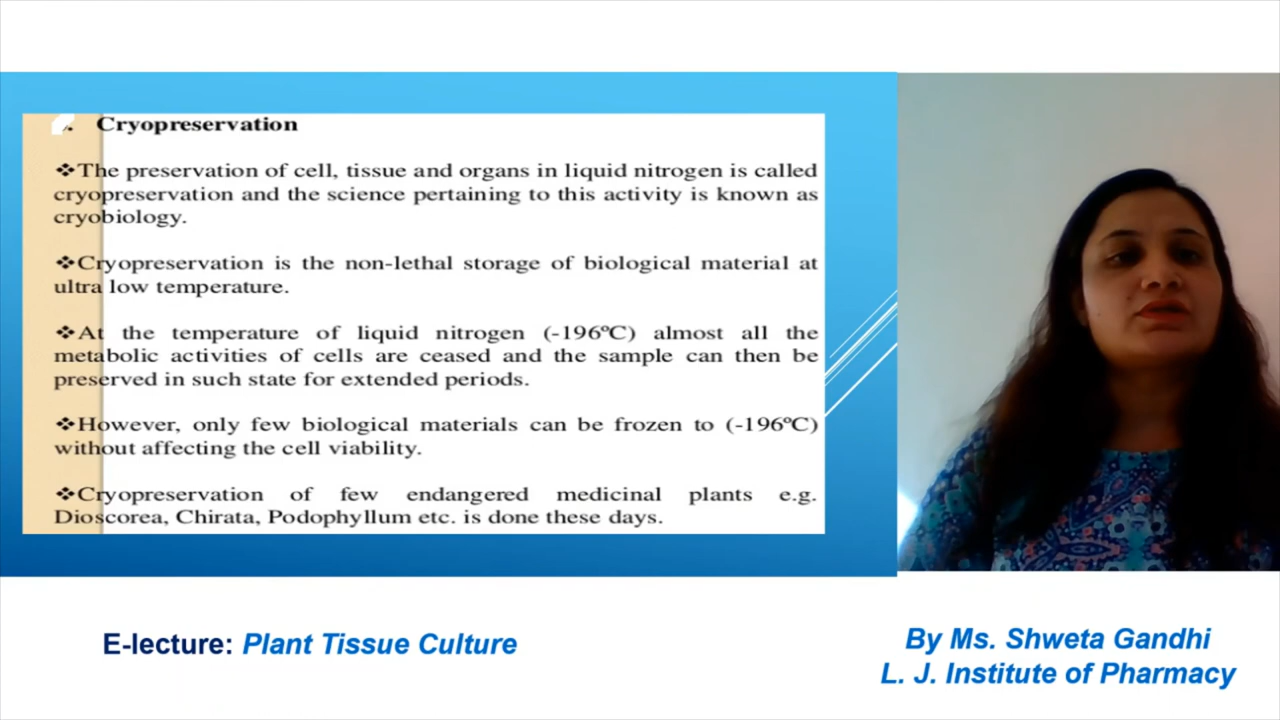 Cryopreservation
❖The preservation of cell, tissue and organs in liquid nitrogen is called
cryopreservation and the science pertaining to this activity is known as
cryobiology.
❖Cryopreservation is the non-lethal storage of biological material at
ultra low temperature.
❖At the temperature of liquid nitrogen (-196ºC) almost all the
metabolic activities of cells are ceased and the sample can then be
preserved in such state for extended periods.
❖However, only few biological materials can be frozen to (-196ºC)
without affecting the cell viability.
❖Cryopreservation of few endangered medicinal plants e.g.
Dioscorea, Chirata, Podophyllum etc. is done these days.
E-lecture: Plant Tissue Culture
By Ms. Shweta Gandhi
L. J. Institute of Pharmacy